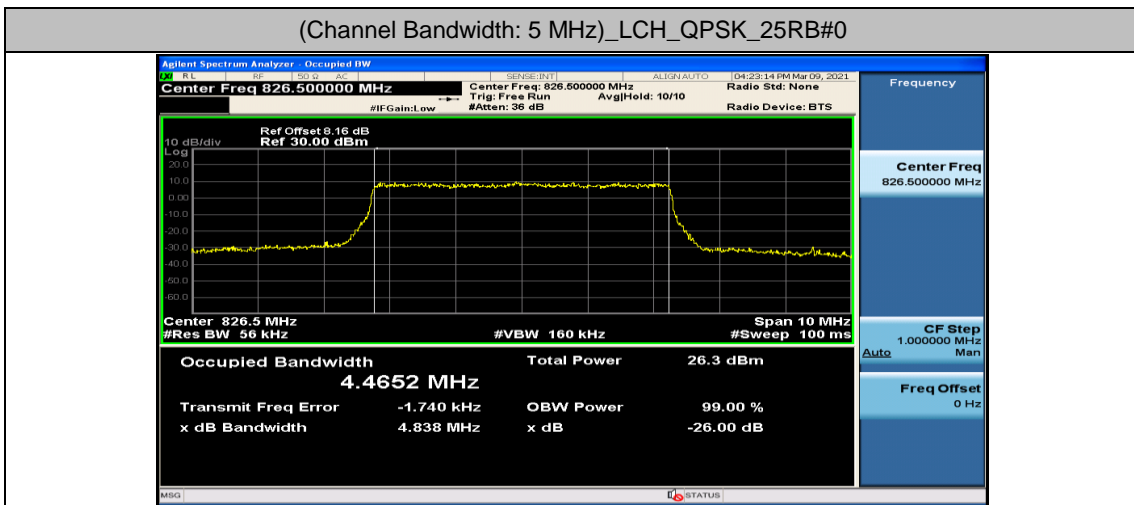 (Channel Bandwidth: 5 MHz)_LCH_QPSK_25RB#0
Agilent Spectrum Analyzer - Occupied BW
LXI RL RF 50 Ω AC SENSE:INT ALIGN AUTO 04:23:14 PM Mar 09, 2021
Center Freq 826.500000 MHz
Center Freq: 826.500000 MHz Radio Std: None
Trig: Free Run Avg|Hold: 10/10
#IFGain:Low #Atten: 36 dB Radio Device: BTS
Ref Offset 8.16 dB
10 dB/div Ref 30.00 dBm
Log
20.0
10.0
0.00
-10.0
-20.0
-30.0
-40.0
-50.0
-60.0
Center 826.5 MHz Span 10 MHz
#Res BW 56 kHz #VBW 160 kHz #Sweep 100 ms
Occupied Bandwidth Total Power 26.3 dBm
4.4652 MHz
Transmit Freq Error -1.740 kHz OBW Power 99.00 %
x dB Bandwidth 4.838 MHz x dB -26.00 dB
Frequency
Center Freq
826.500000 MHz
CF Step
1.000000 MHz
Auto Man
Freq Offset
0 Hz
MSG STATUS